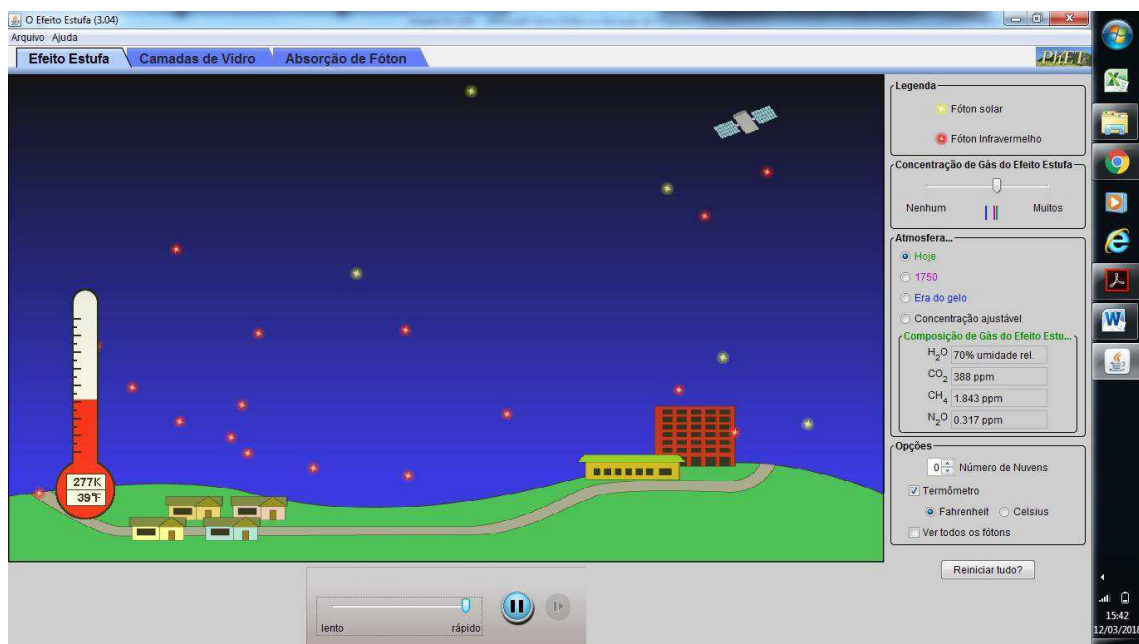 O Efeito Estufa (3.04)
Arquivo Ajuda
Efeito Estufa
Camadas de Vidro
Absorção de Fóton
PhET
Legenda
Fóton solar
Fóton Infravermelho
Concentração de Gás do Efeito Estufa
Nenhum
Muitos
Atmosfera...
Hoje
1750
Era do gelo
Concentração ajustável
Composição de Gás do Efeito Estu...
H2O 70% umidade rel.
CO2 388 ppm
CH4 1.843 ppm
N2O 0.317 ppm
Opções
0 Número de Nuvens
Termômetro
Fahrenheit Celsius
Ver todos os fótons
Reiniciar tudo?
277K
39°F
lento
rápido
15:42